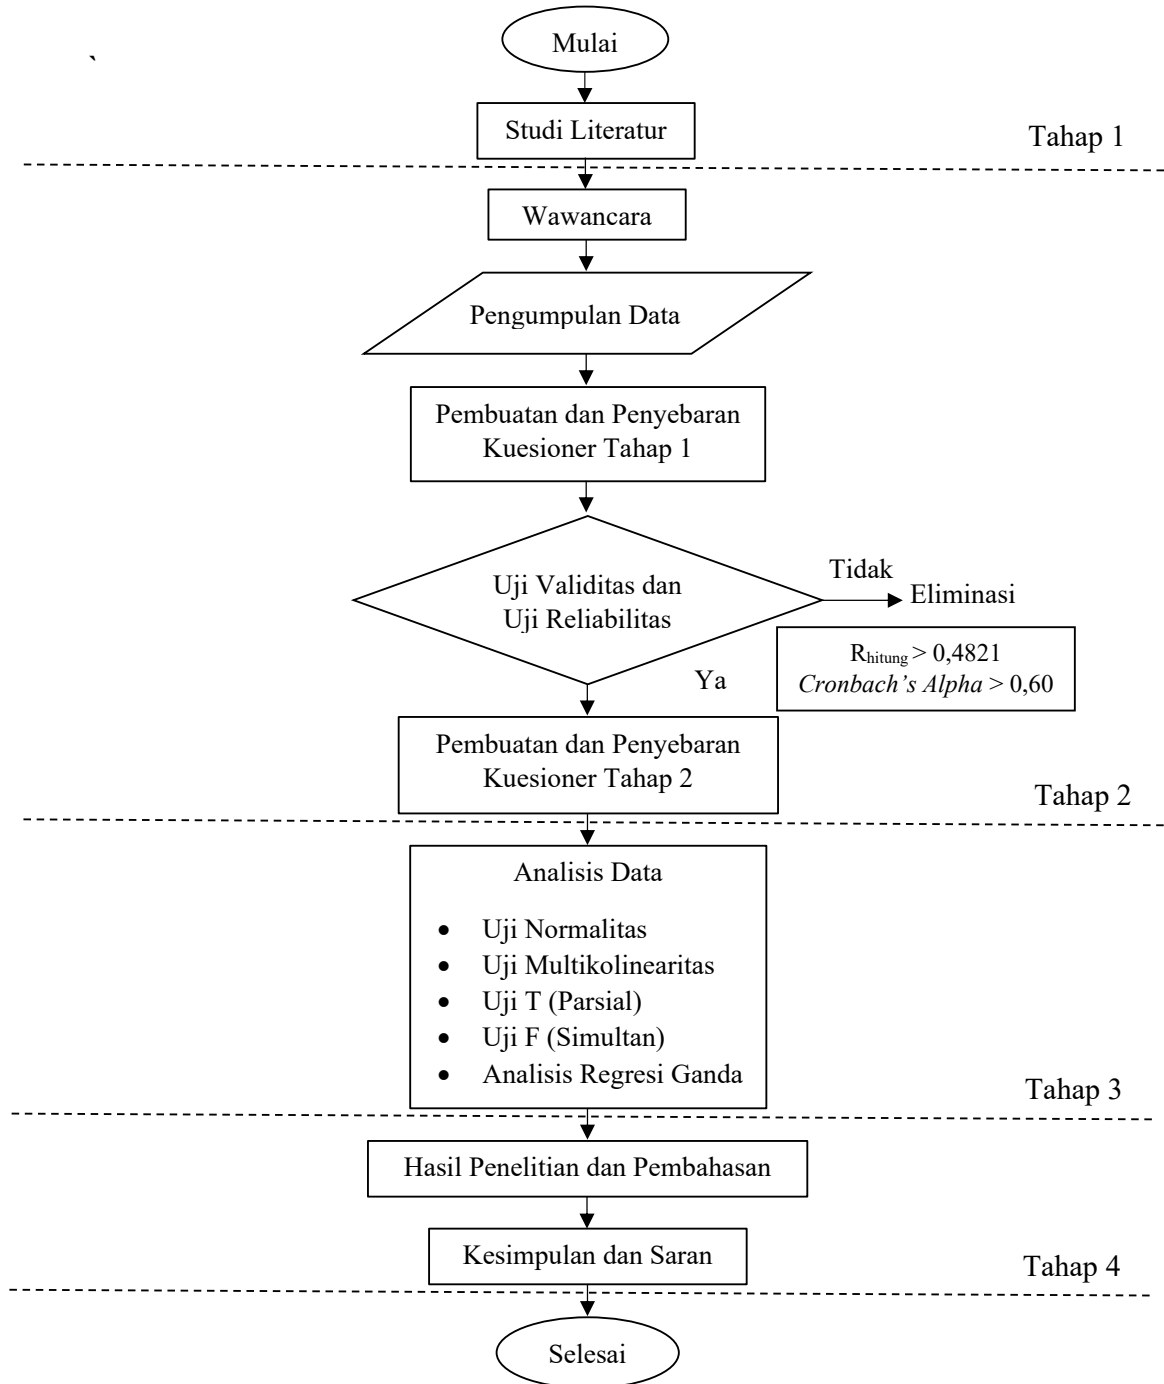 Mulai
`
Studi Literatur
Tahap 1
Wawancara
Pengumpulan Data
Pembuatan dan Penyebaran
Kuesioner Tahap 1
Uji Validitas dan
Uji Reliabilitas
Tidak
Eliminasi
Rhitung > 0,4821
Cronbach’s Alpha > 0,60
Ya
Pembuatan dan Penyebaran
Kuesioner Tahap 2
Tahap 2
Analisis Data
• Uji Normalitas
• Uji Multikolinearitas
• Uji T (Parsial)
• Uji F (Simultan)
• Analisis Regresi Ganda
Tahap 3
Hasil Penelitian dan Pembahasan
Kesimpulan dan Saran
Tahap 4
Selesai